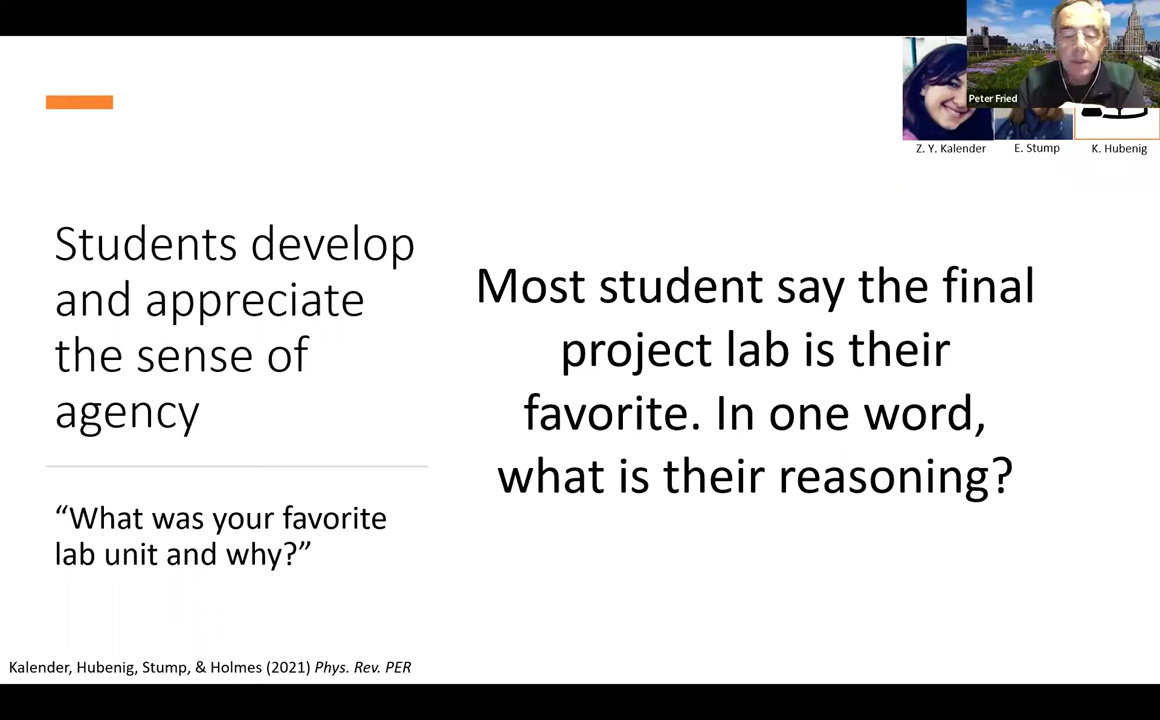 Peter Fried
Z. Y. Kalender
E. Stump
K. Hubenig
Students develop
and appreciate
the sense of
agency
“What was your favorite
lab unit and why?”
Most student say the final
project lab is their
favorite. In one word,
what is their reasoning?
Kalender, Hubenig, Stump, & Holmes (2021) Phys. Rev. PER